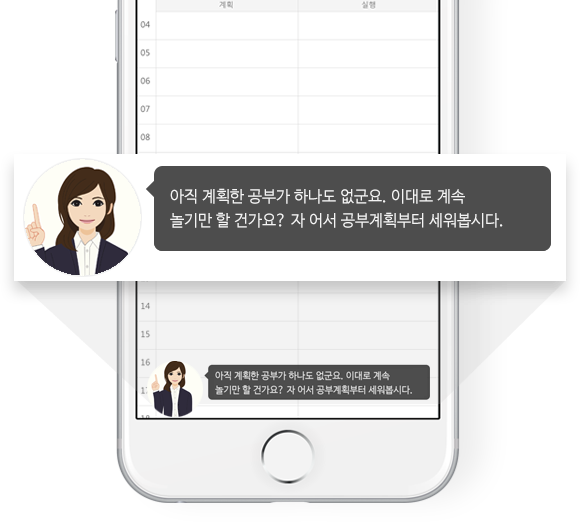 계획 실행
04
05
06
07
08
아직 계획한 공부가 하나도 없군요. 이대로 계속
놀기만 할 건가요? 자 어서 공부계획부터 세워봅시다.
14
15
16
아직 계획한 공부가 하나도 없군요. 이대로 계속
놀기만 할 건가요? 자 어서 공부계획부터 세워봅시다.